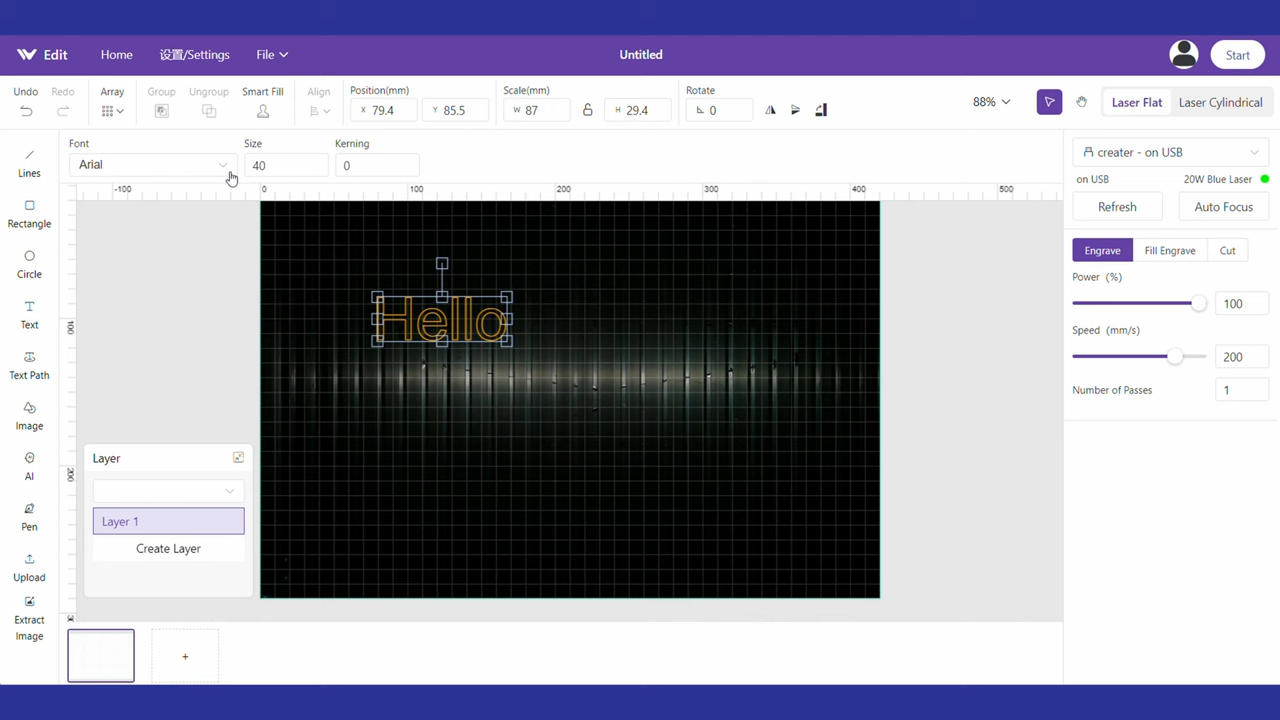 Edit
Home
设置/Settings
File
Untitled
Start
Undo
Redo
Array
Group
Ungroup
Smart Fill
Align
Position(mm)
X 79.4
Y 85.5
Scale(mm)
W 87
H 29.4
Rotate
0
88%
Laser Flat
Laser Cylindrical
Font
Arial
Size
40
Kerning
0
-100
0
100
200
300
400
500
100
200
Lines
Rectangle
Circle
Text
Text Path
Image
AI
Pen
Upload
Extract
Image
Hello
Layer
Layer 1
Create Layer
+
creater - on USB
on USB
20W Blue Laser
Refresh
Auto Focus
Engrave
Fill Engrave
Cut
Power (%)
100
Speed (mm/s)
200
Number of Passes
1